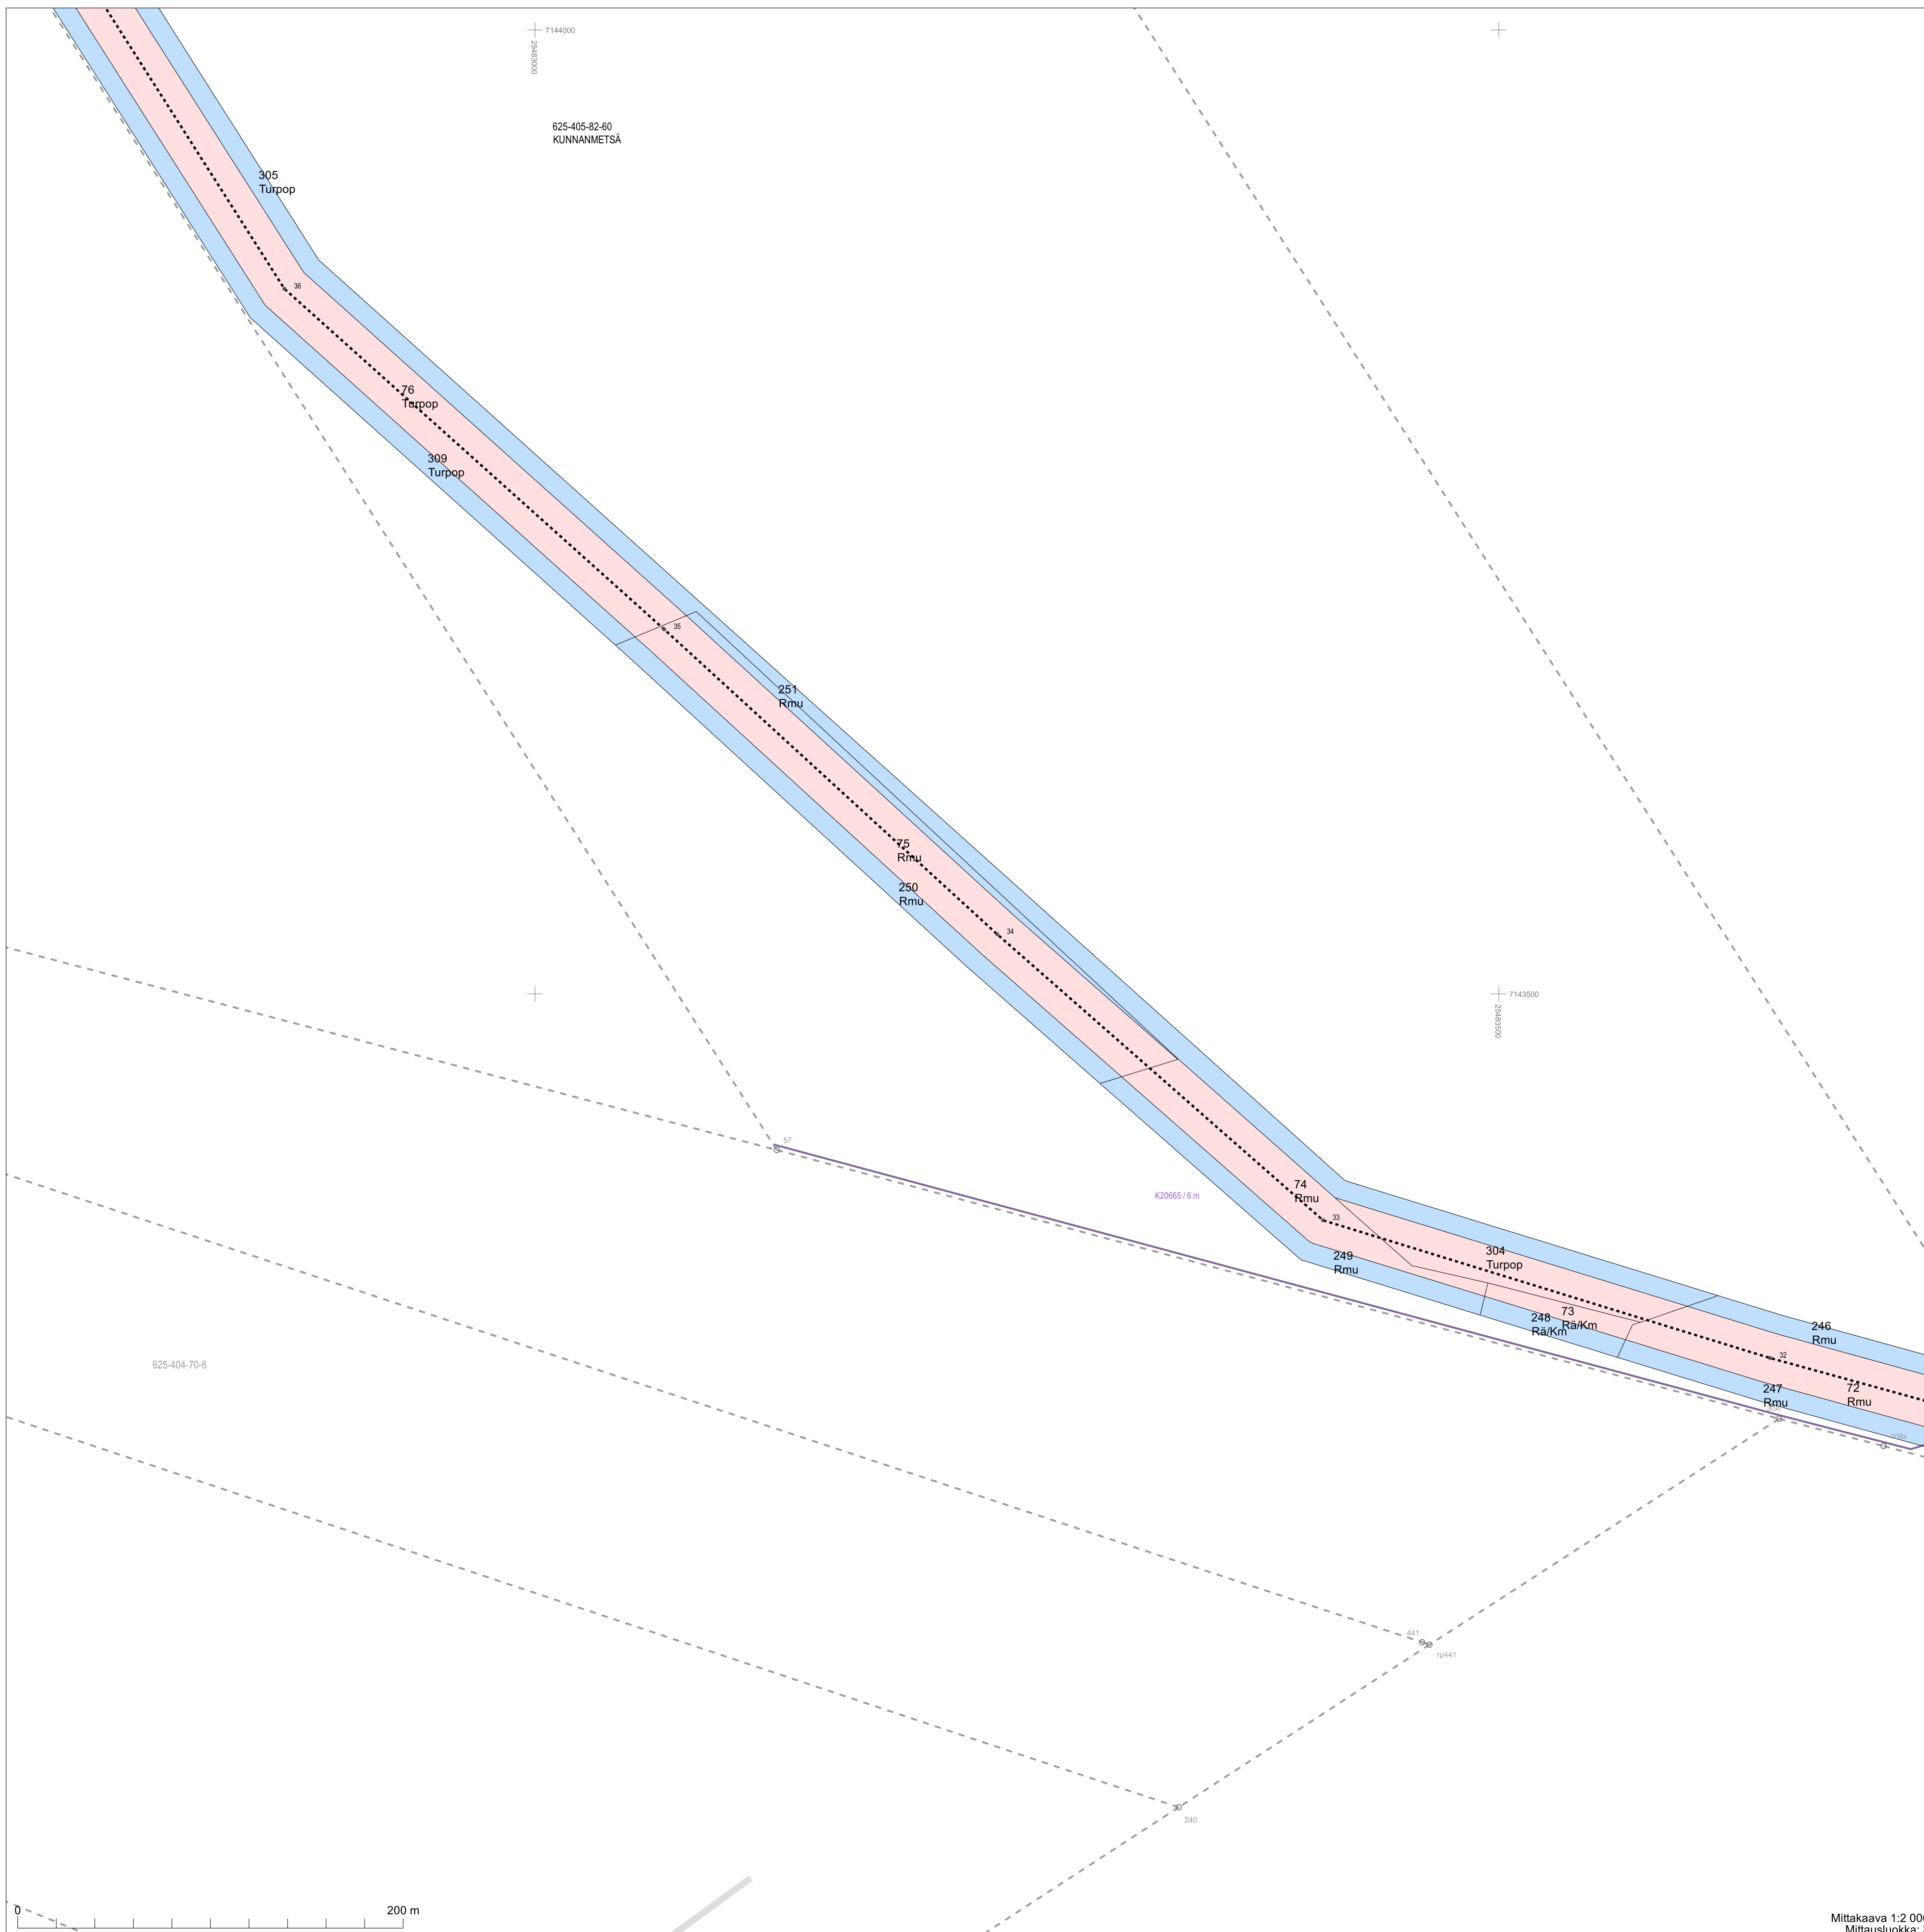 7144000
25483000
625-405-82-60
KUNNANMETSÄ
305
Turpop
36
76
Turpop
309
Turpop
35
251
Rmu
75
Rmu
250
Rmu
34
7143500
25483500
57
K20665 / 6 m
74
Rmu
33
249
Rmu
304
Turpop
73
Rä/Km
248
Rä/Km
246
Rmu
32
247
Rmu
72
Rmu
109x
625-404-70-6
441
rp441
240
0
200 m
Mittakaava 1:2 000
Mittausluokka: